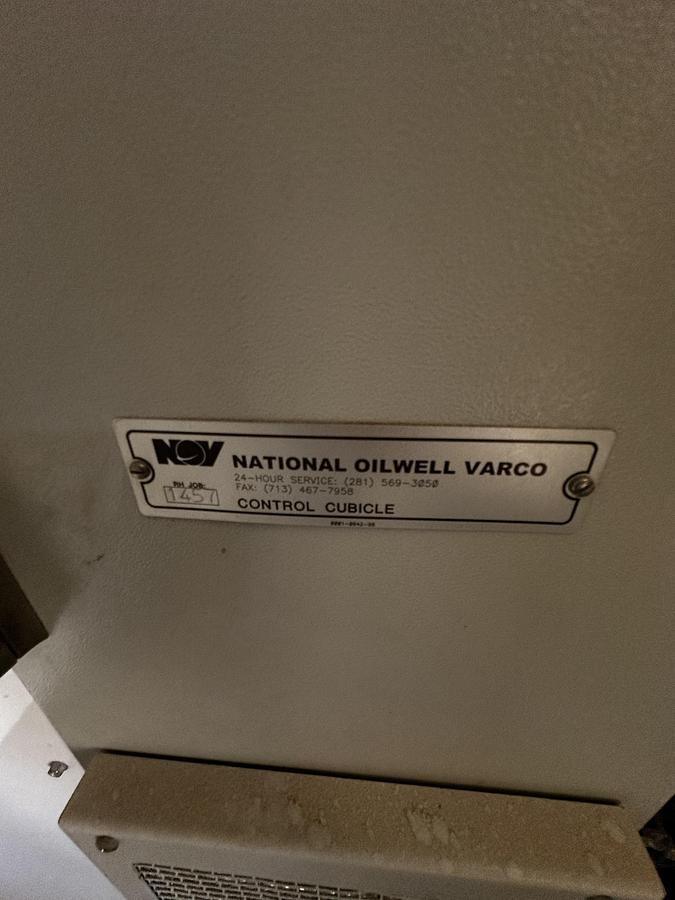 NOV
NATIONAL OILWELL VARCO
24-HOUR SERVICE: (281) 569-3050
FAX: (713) 467-7958
RH JOB:
1457
CONTROL CUBICLE